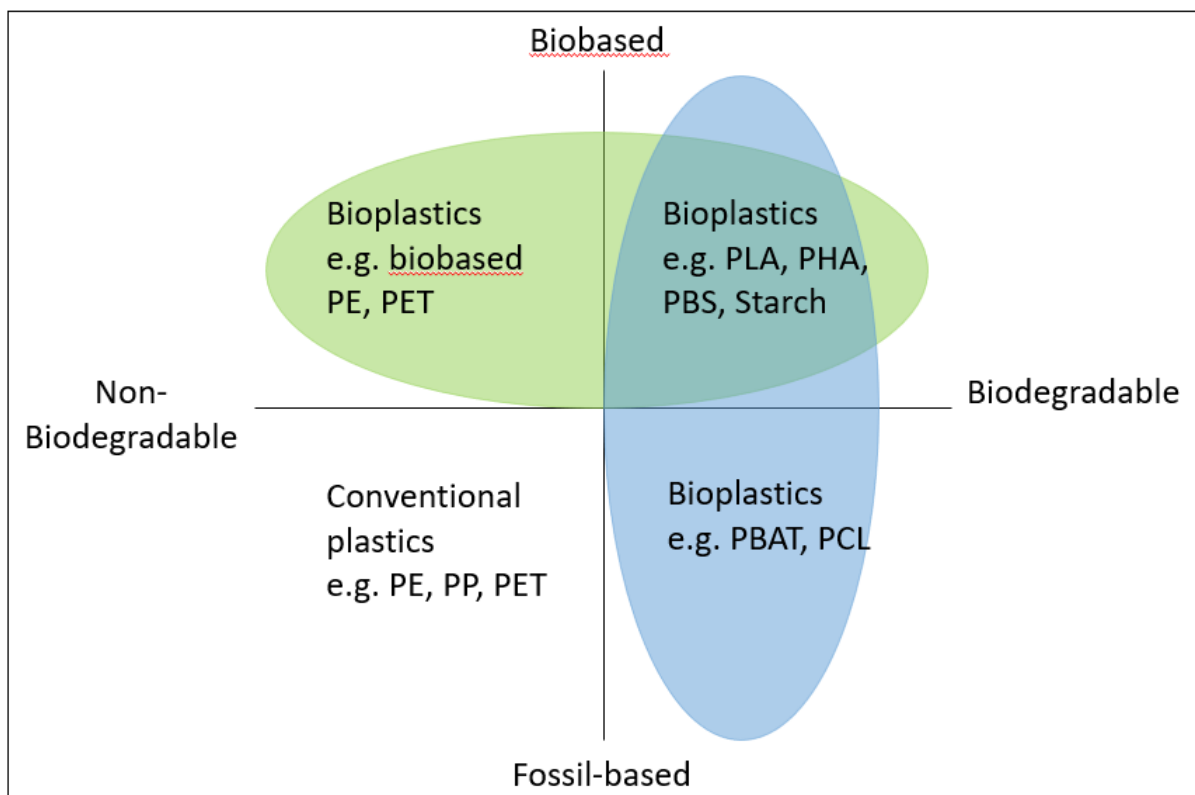 Biobased
Bioplastics
e.g. biobased
PE, PET
Bioplastics
e.g. PLA, PHA,
PBS, Starch
Non-
Biodegradable
Biodegradable
Conventional
plastics
e.g. PE, PP, PET
Bioplastics
e.g. PBAT, PCL
Fossil-based